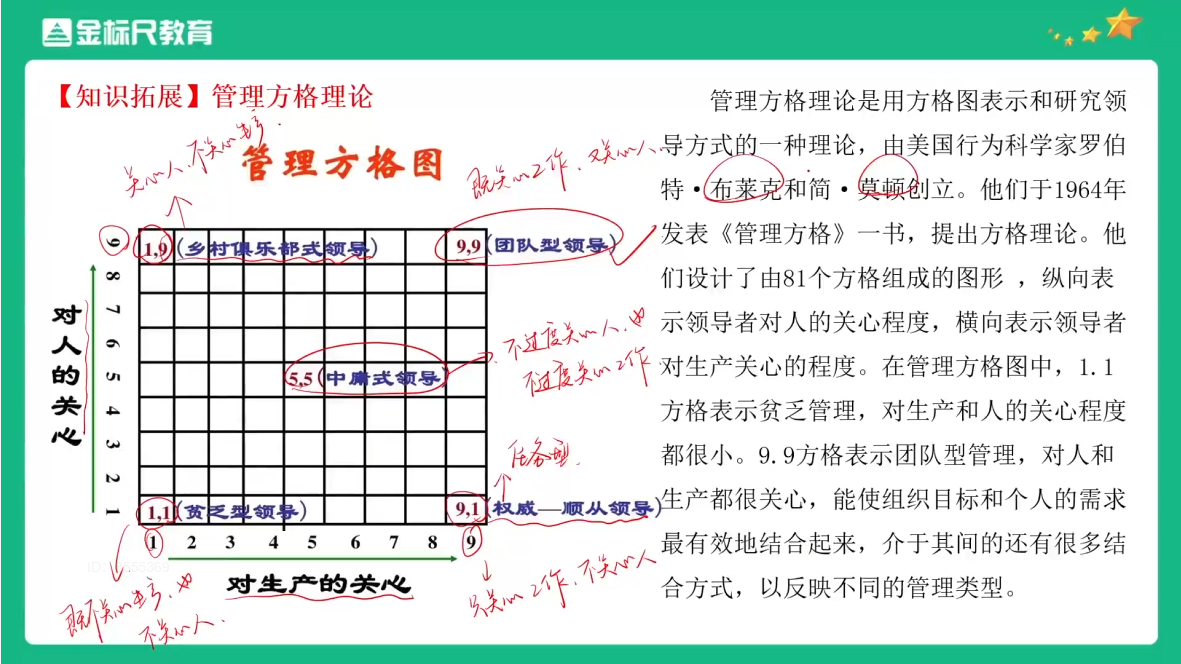 金标尺教育
【知识拓展】管理方格理论
关心人、不关心生产.
管理方格图
既关心工作、又关心人.
9
1,9(乡村俱乐部式领导)
9,9(团队型领导)
8
7
6
5
4
3
2
1
对人的关心
5,5(中庸式领导)
不过度关心人、也
不过度关心工作.
任务型.
1,1(贫乏型领导)
9,1(权威—顺从领导)
1 2 3 4 5 6 7 8 9
对生产的关心
既不关心生产、也
不关心人.
只关心工作、不关心人
管理方格理论是用方格图表示和研究领
导方式的一种理论，由美国行为科学家罗伯
特·布莱克和简·莫顿创立。他们于1964年
发表《管理方格》一书，提出方格理论。他
们设计了由81个方格组成的图形 ，纵向表
示领导者对人的关心程度，横向表示领导者
对生产关心的程度。在管理方格图中，1.1
方格表示贫乏管理，对生产和人的关心程度
都很小。9.9方格表示团队型管理，对人和
生产都很关心，能使组织目标和个人的需求
最有效地结合起来，介于其间的还有很多结
合方式，以反映不同的管理类型。